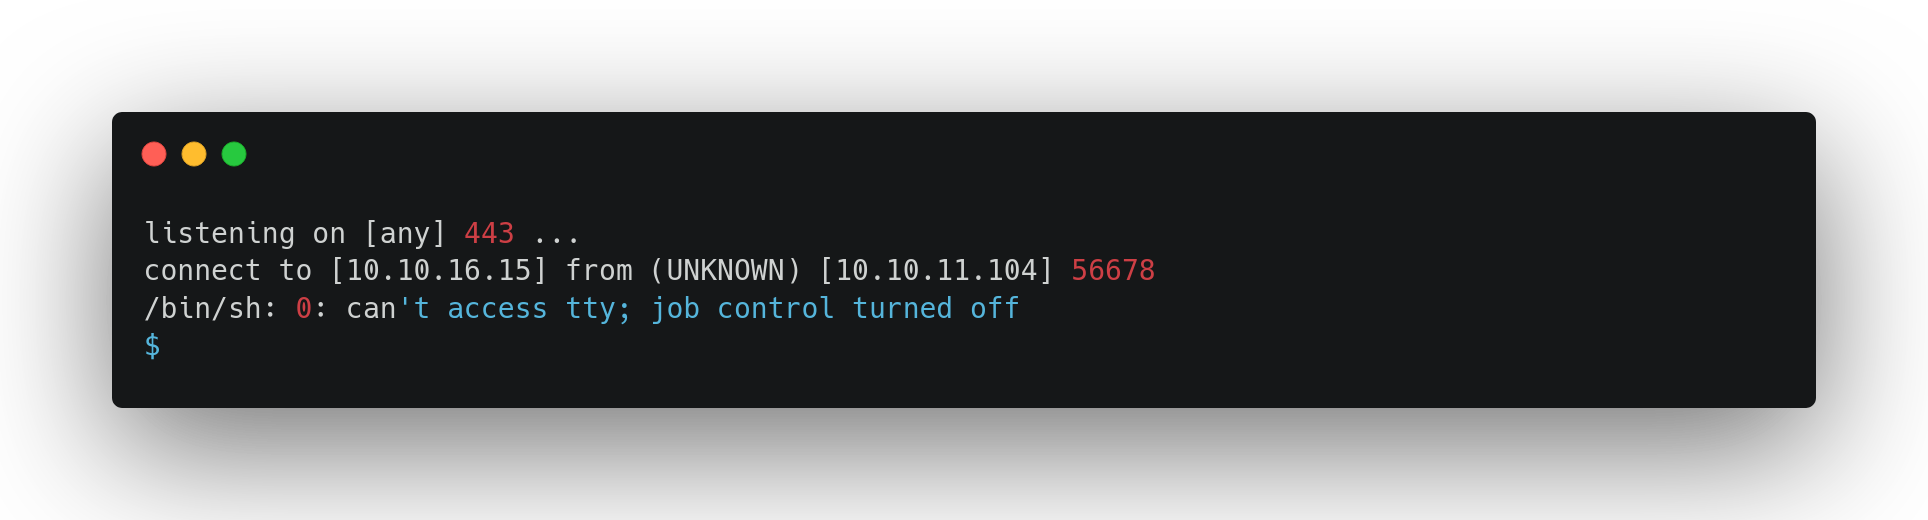 listening on [any] 443 ...
connect to [10.10.16.15] from (UNKNOWN) [10.10.11.104] 56678
/bin/sh: 0: can't access tty; job control turned off
$